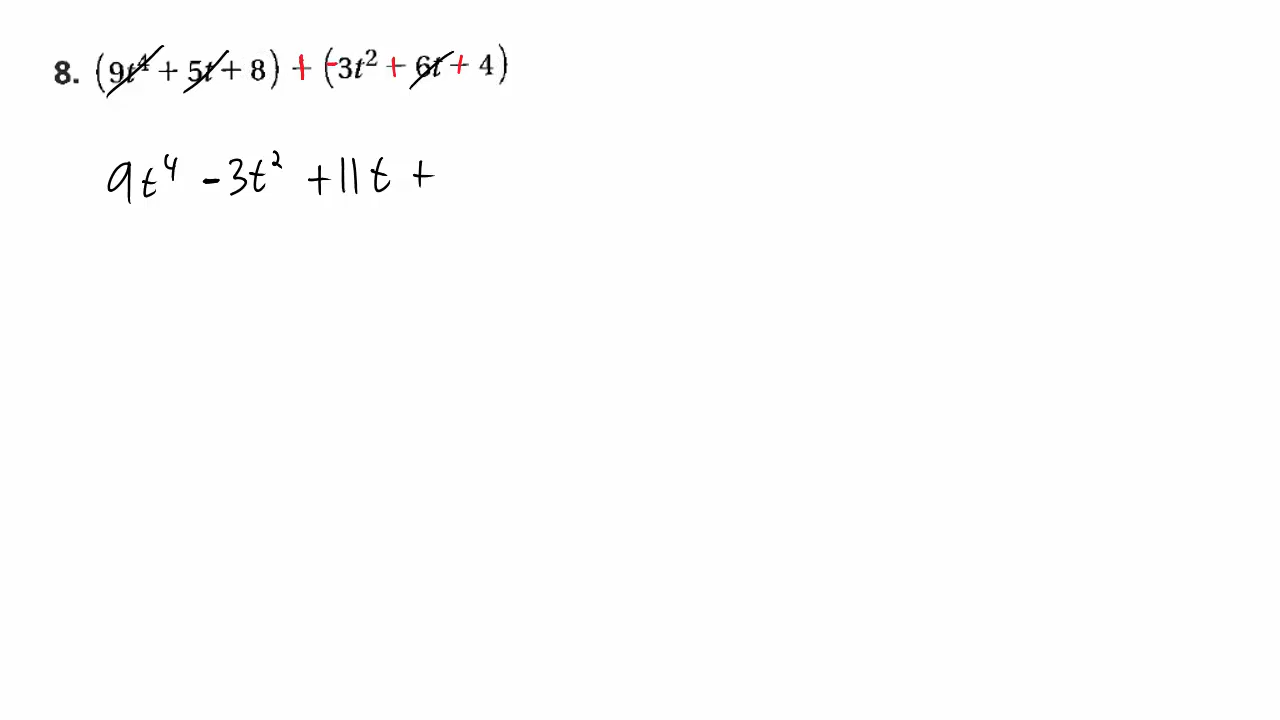 8. (9t⁴ + 5t + 8) + (-3t² + 6t + 4)
9t⁴ - 3t² + 11t +